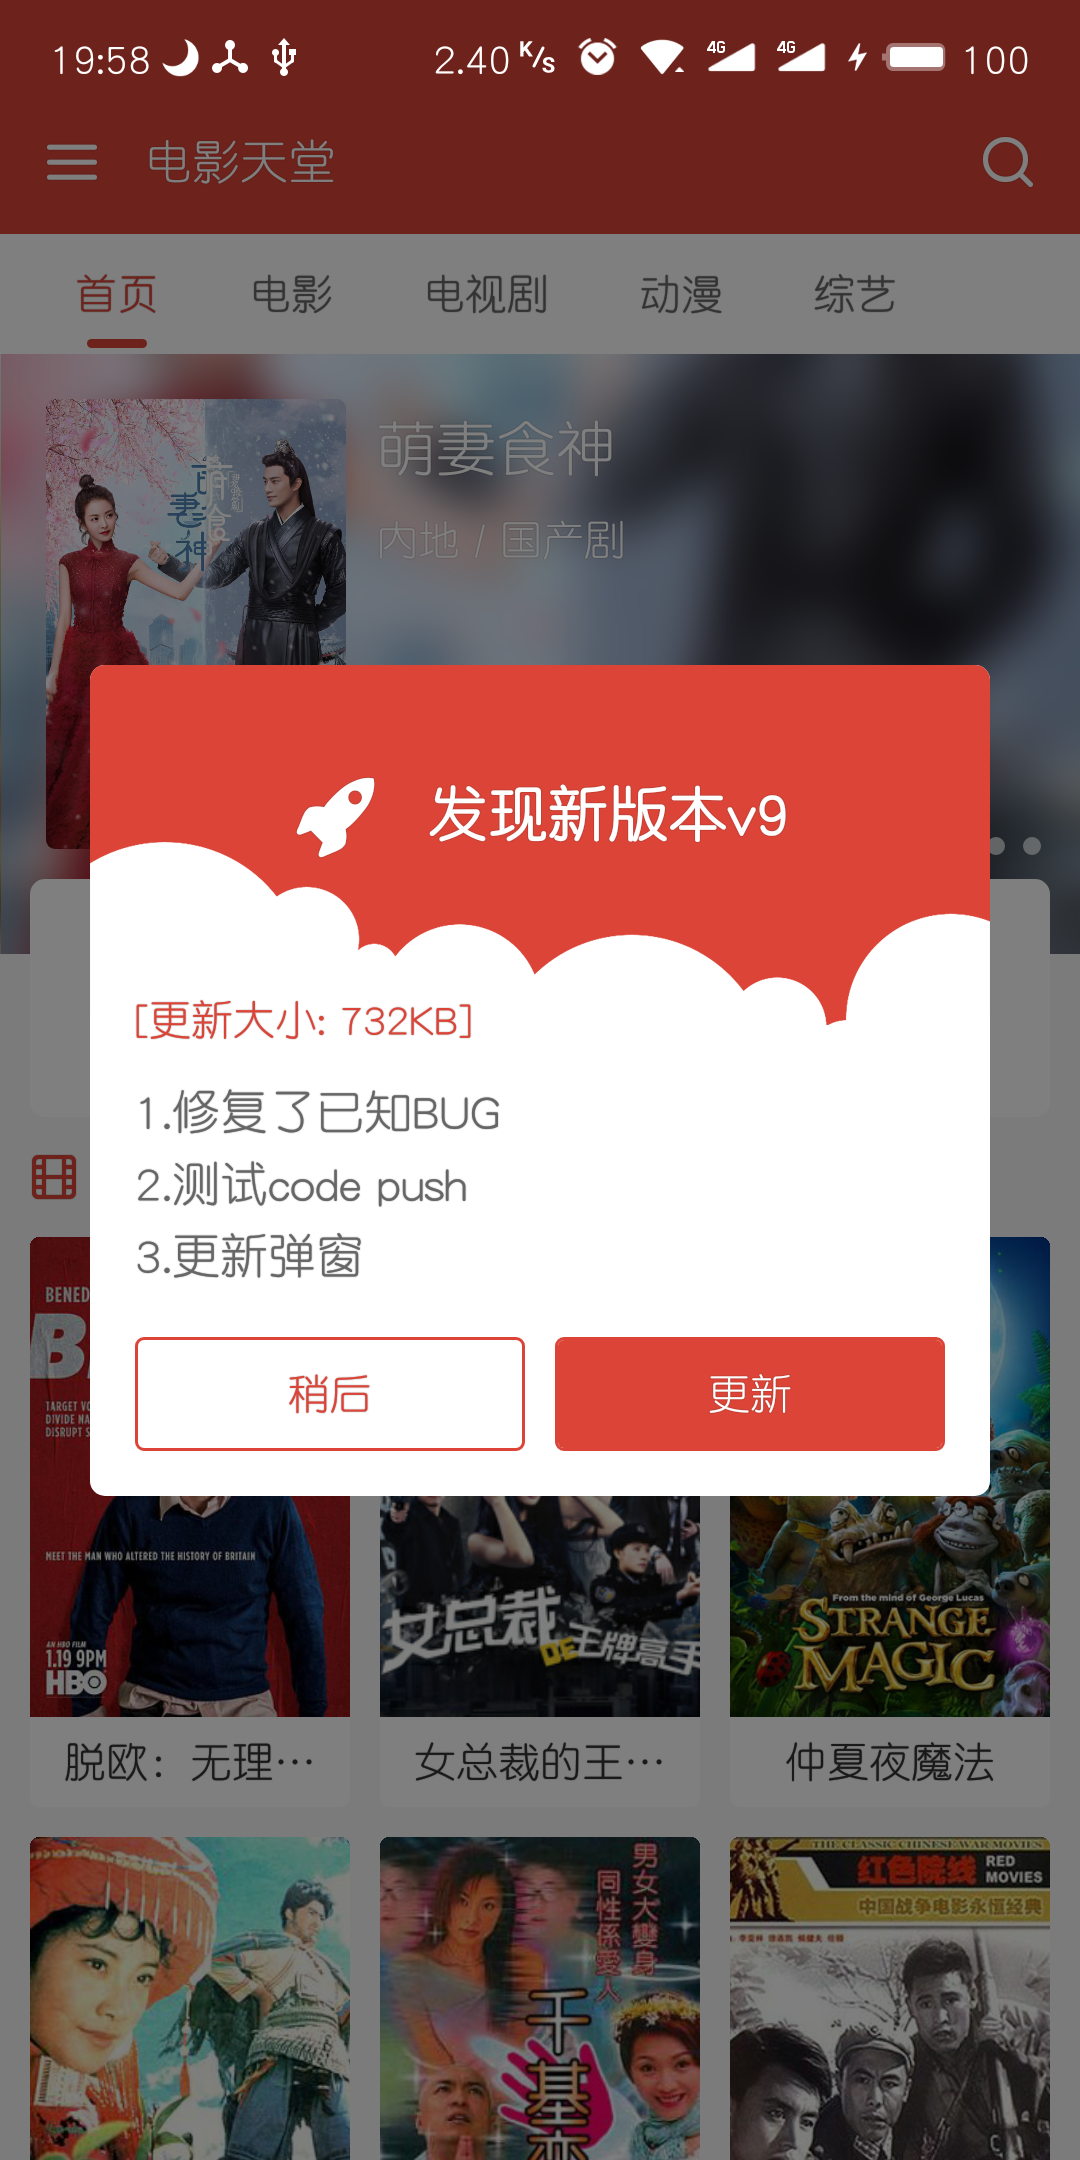 19:58
2.40 K/s
4G
4G
100
电影天堂
首页 电影 电视剧 动漫 综艺
萌妻食神
内地 / 国产剧
萌妻食神
发现新版本v9
[更新大小: 732KB]
1.修复了已知BUG
2.测试code push
3.更新弹窗
稍后
更新
BENED
B
TARGET VO
DIVIDE NA
DISRUPT S
MEET THE MAN WHO ALTERED THE HISTORY OF BRITAIN
AN HBO FILM
1.19 9PM
HBO
女总裁
DE王牌高手
From the mind of George Lucas
STRANGE
MAGIC
脱欧：无理…
女总裁的王…
仲夏夜魔法
男女大變身
同性係愛人
千基变
THE CLASSIC CHINESE WAR MOVIES
红色院线
RED
MOVIES
中国战争电影永恒经典